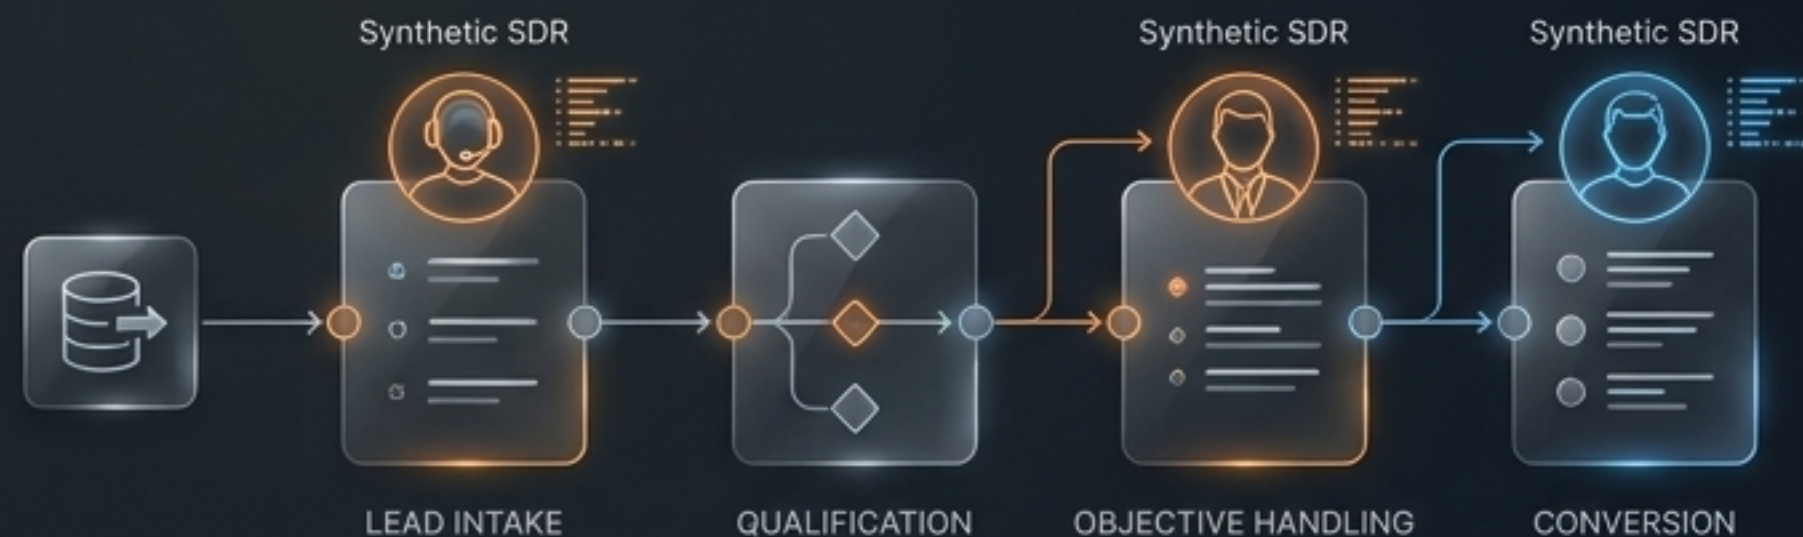 Synthetic SDR
Synthetic SDR
Synthetic SDR
LEAD INTAKE
QUALIFICATION
OBJECTIVE HANDLING
CONVERSION